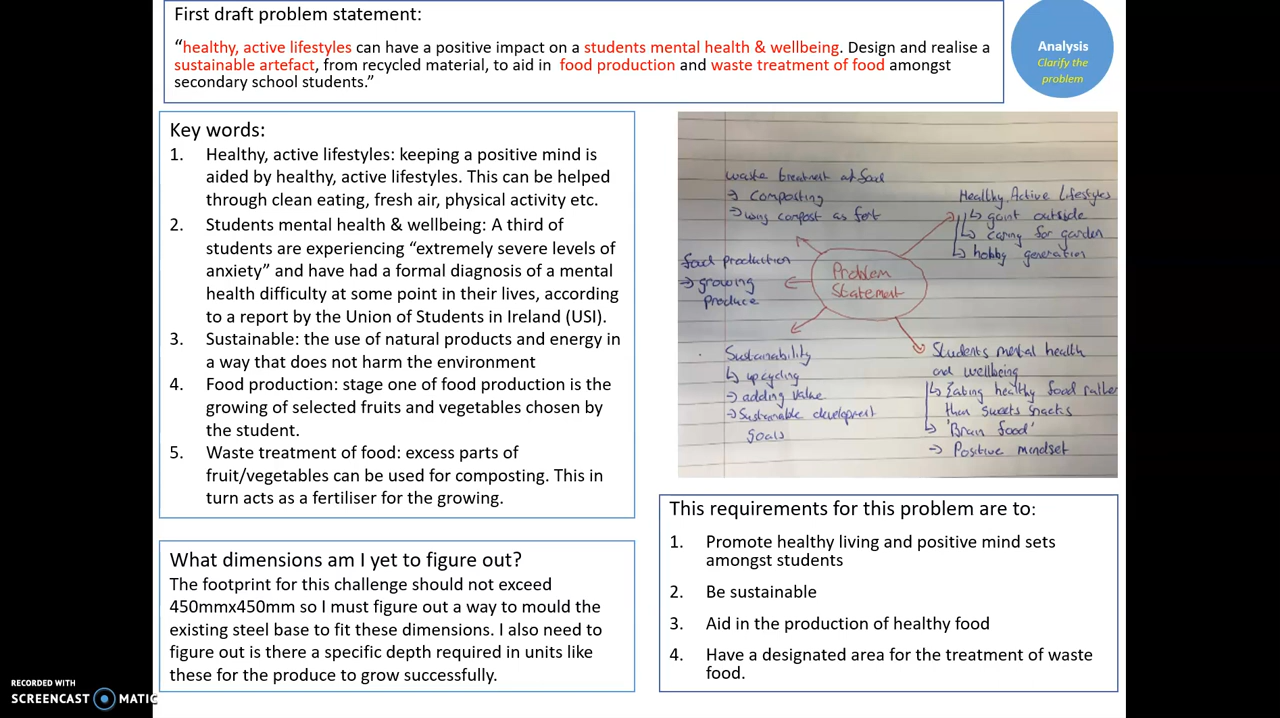 First draft problem statement:
“healthy, active lifestyles can have a positive impact on a students mental health & wellbeing. Design and realise a
sustainable artefact, from recycled material, to aid in food production and waste treatment of food amongst
secondary school students.”
Analysis
Clarify the
problem
Key words:
1. Healthy, active lifestyles: keeping a positive mind is
aided by healthy, active lifestyles. This can be helped
through clean eating, fresh air, physical activity etc.
2. Students mental health & wellbeing: A third of
students are experiencing “extremely severe levels of
anxiety” and have had a formal diagnosis of a mental
health difficulty at some point in their lives, according
to a report by the Union of Students in Ireland (USI).
3. Sustainable: the use of natural products and energy in
a way that does not harm the environment
4. Food production: stage one of food production is the
growing of selected fruits and vegetables chosen by
the student.
5. Waste treatment of food: excess parts of
fruit/vegetables can be used for composting. This in
turn acts as a fertiliser for the growing.
What dimensions am I yet to figure out?
The footprint for this challenge should not exceed
450mmx450mm so I must figure out a way to mould the
existing steel base to fit these dimensions. I also need to
figure out is there a specific depth required in units like
these for the produce to grow successfully.
waste treatment of food
→ composting
→ using compost as fert
Healthy, Active Lifestyles
↳ outside
↳ caring for garden
↳ hobby generation
food production
→ growing
produce
Problem
Statement
Sustainability
↳ upcycling
→ adding value
→ Sustainable development
goals
Students mental health
and wellbeing
↳ Eating healthy food rather
than sweets snacks
↳ 'Brain food'
→ Positive mindset
This requirements for this problem are to:
1. Promote healthy living and positive mind sets
amongst students
2. Be sustainable
3. Aid in the production of healthy food
4. Have a designated area for the treatment of waste
food.
RECORDED WITH
SCREENCAST MATIC